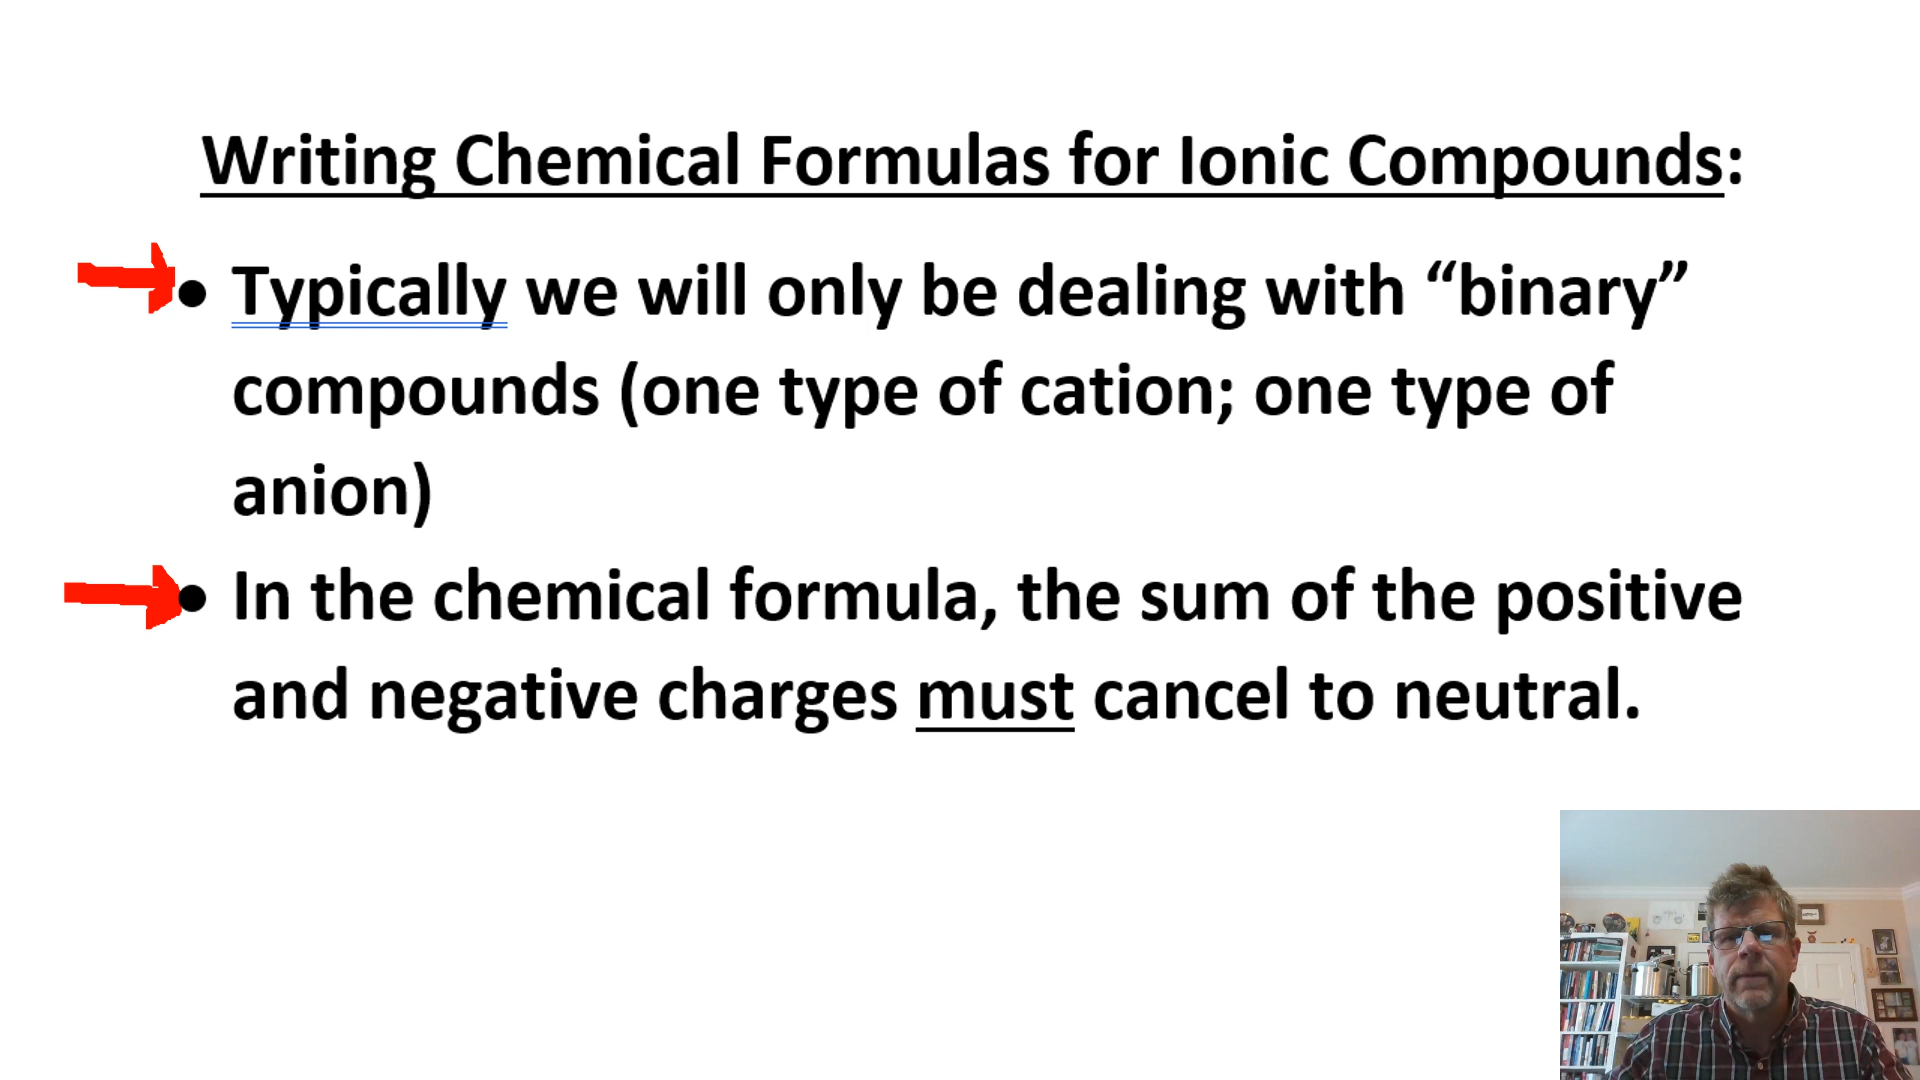 Writing Chemical Formulas for Ionic Compounds:
• Typically we will only be dealing with “binary”
compounds (one type of cation; one type of
anion)
• In the chemical formula, the sum of the positive
and negative charges must cancel to neutral.